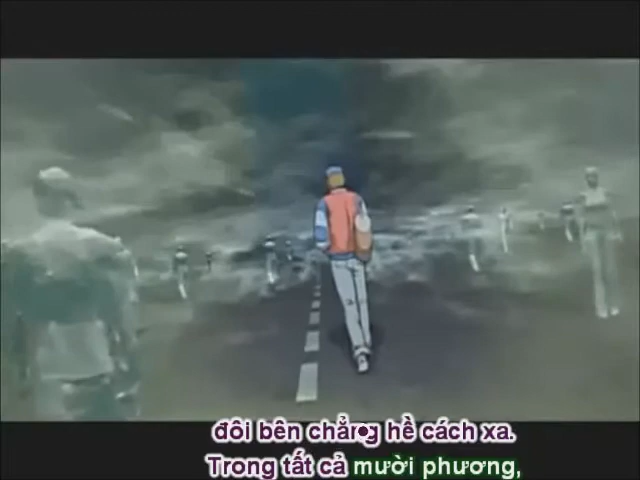 đôi bên chẳng hề cách xa.
Trong tất cả mười phương,